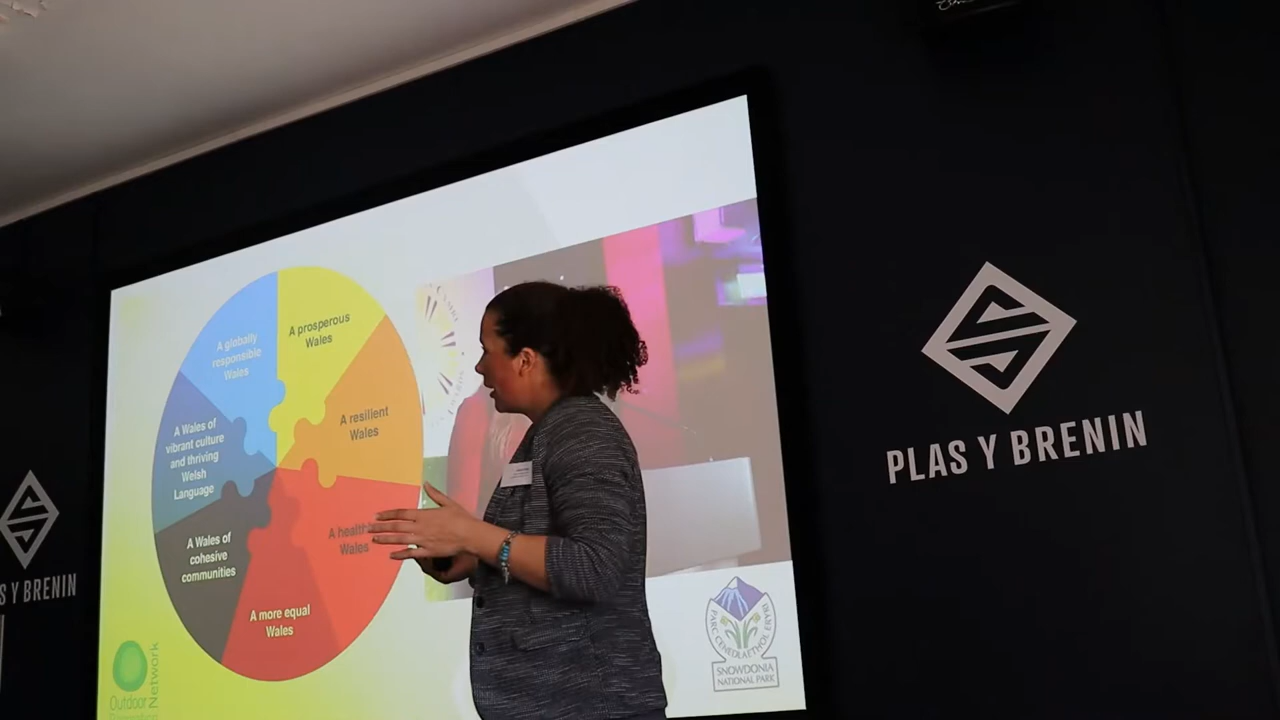 A prosperous
Wales
A globally
responsible
Wales
A resilient
Wales
A Wales of
vibrant culture
and thriving
Welsh
Language
A healthier
Wales
A Wales of
cohesive
communities
A more equal
Wales
Outdoor
Network
PARC CENEDLAETHOL ERYRI
SNOWDONIA
NATIONAL PARK
PLAS Y BRENIN
S Y BRENIN